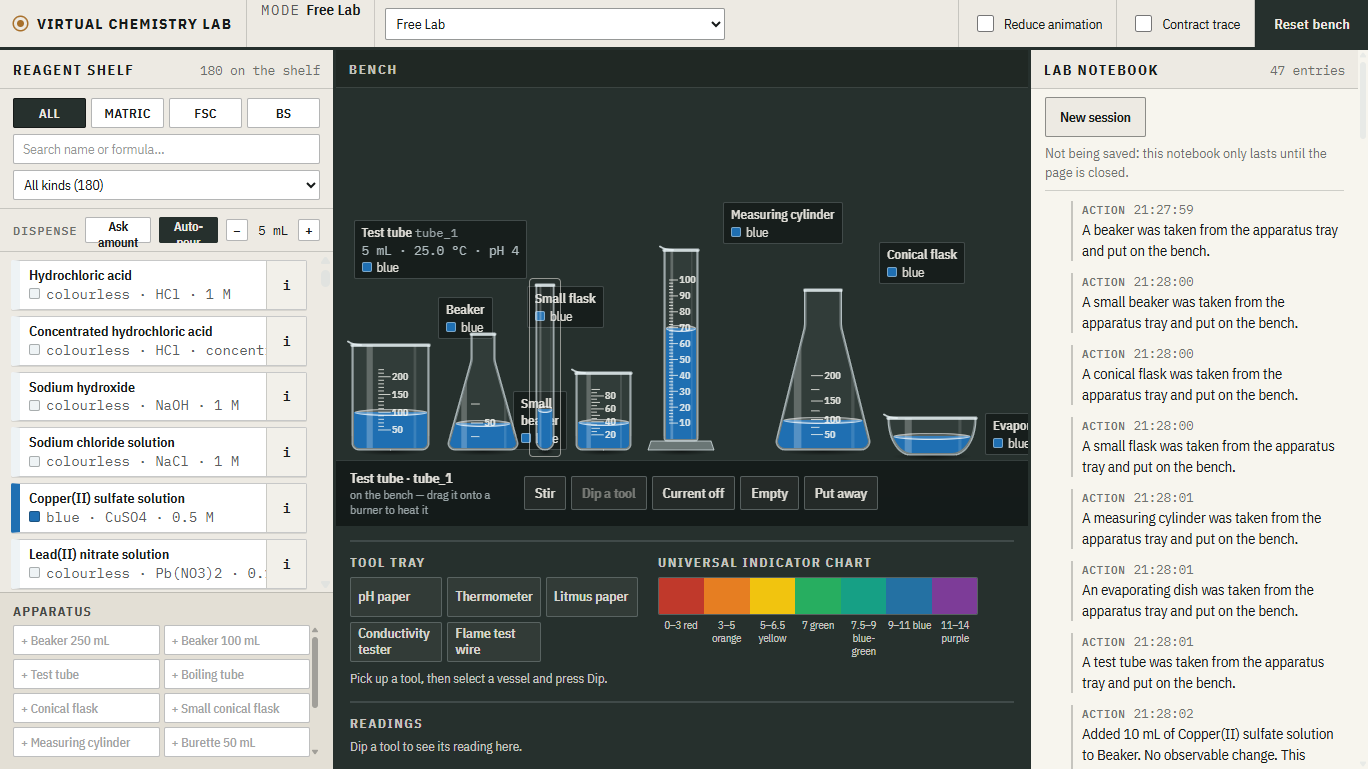 VIRTUAL CHEMISTRY LAB
MODE Free Lab
Free Lab
Reduce animation
Contract trace
Reset bench
REAGENT SHELF
180 on the shelf
ALL
MATRIC
FSC
BS
Search name or formula...
All kinds (180)
DISPENSE
Ask amount
Auto-pour
−
5 mL
+
Hydrochloric acid
colourless · HCl · 1 M
i
Concentrated hydrochloric acid
colourless · HCl · concent
i
Sodium hydroxide
colourless · NaOH · 1 M
i
Sodium chloride solution
colourless · NaCl · 1 M
i
Copper(II) sulfate solution
blue · CuSO4 · 0.5 M
i
Lead(II) nitrate solution
colourless · Pb(NO3)2 · 0.
i
APPARATUS
+ Beaker 250 mL
+ Beaker 100 mL
+ Test tube
+ Boiling tube
+ Conical flask
+ Small conical flask
+ Measuring cylinder
+ Burette 50 mL
BENCH
Test tube tube_1
5 mL · 25.0 °C · pH 4
blue
Beaker
blue
Small flask
blue
Small
blue
Measuring cylinder
blue
Conical flask
blue
Evapor
blue
200
150
100
50
50
80
60
40
20
100
90
80
70
60
50
40
30
20
10
200
150
100
50
Test tube · tube_1
on the bench — drag it onto a
burner to heat it
Stir
Dip a tool
Current off
Empty
Put away
TOOL TRAY
pH paper
Thermometer
Litmus paper
Conductivity
tester
Flame test
wire
Pick up a tool, then select a vessel and press Dip.
UNIVERSAL INDICATOR CHART
0–3 red
3–5
orange
5–6.5
yellow
7 green
7.5–9
blue-
green
9–11 blue
11–14
purple
READINGS
Dip a tool to see its reading here.
LAB NOTEBOOK
47 entries
New session
Not being saved: this notebook only lasts until the
page is closed.
ACTION 21:27:59
A beaker was taken from the apparatus tray
and put on the bench.
ACTION 21:28:00
A small beaker was taken from the
apparatus tray and put on the bench.
ACTION 21:28:00
A conical flask was taken from the
apparatus tray and put on the bench.
ACTION 21:28:00
A small flask was taken from the apparatus
tray and put on the bench.
ACTION 21:28:01
A measuring cylinder was taken from the
apparatus tray and put on the bench.
ACTION 21:28:01
An evaporating dish was taken from the
apparatus tray and put on the bench.
ACTION 21:28:01
A test tube was taken from the apparatus
tray and put on the bench.
ACTION 21:28:02
Added 10 mL of Copper(II) sulfate solution
to Beaker. No observable change. This